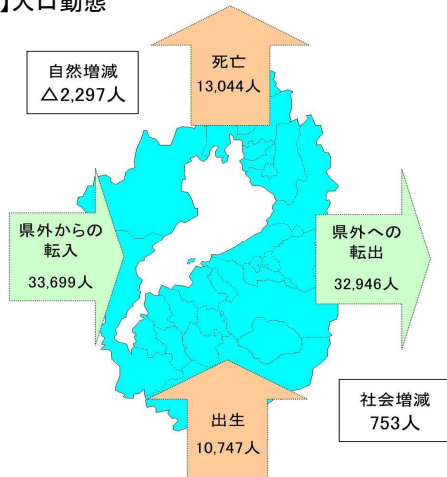 】人口動態
死亡
13,044人
自然増減
△2,297人
県外からの
転入
33,699人
県外への
転出
32,946人
出生
10,747人
社会増減
753人